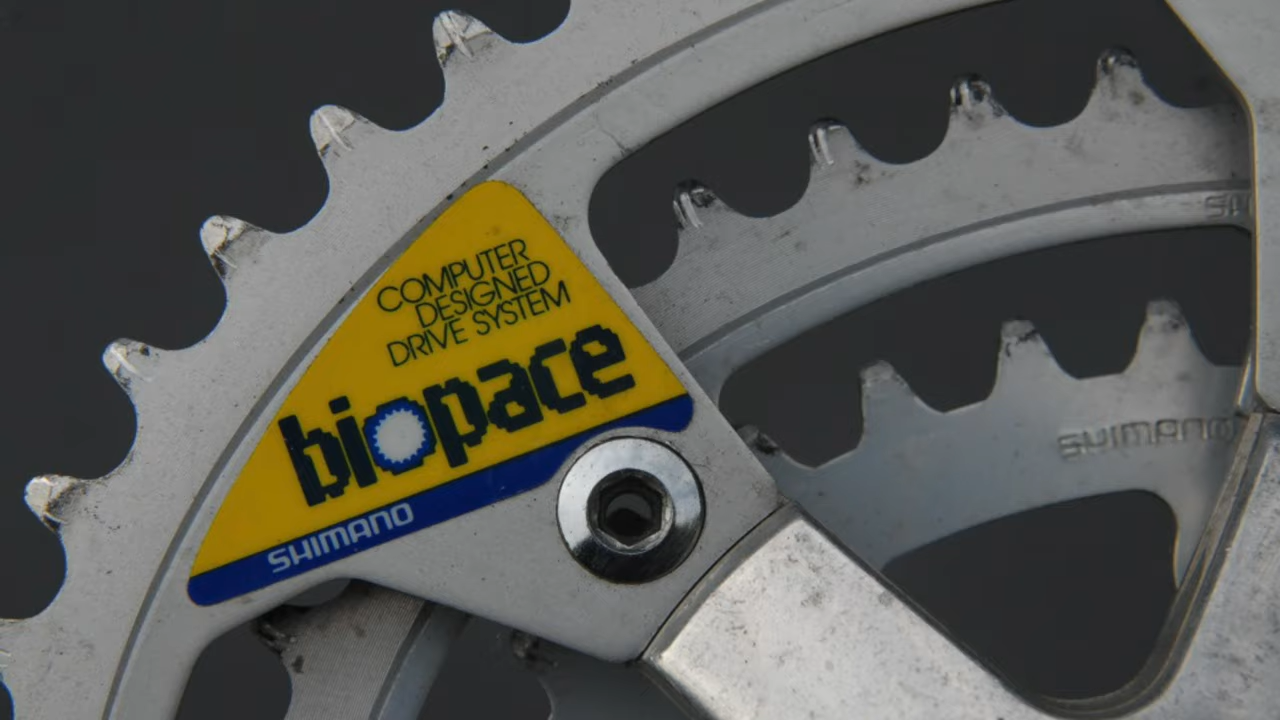 COMPUTER
DESIGNED
DRIVE SYSTEM
biopace
SHIMANO
SHIMANO